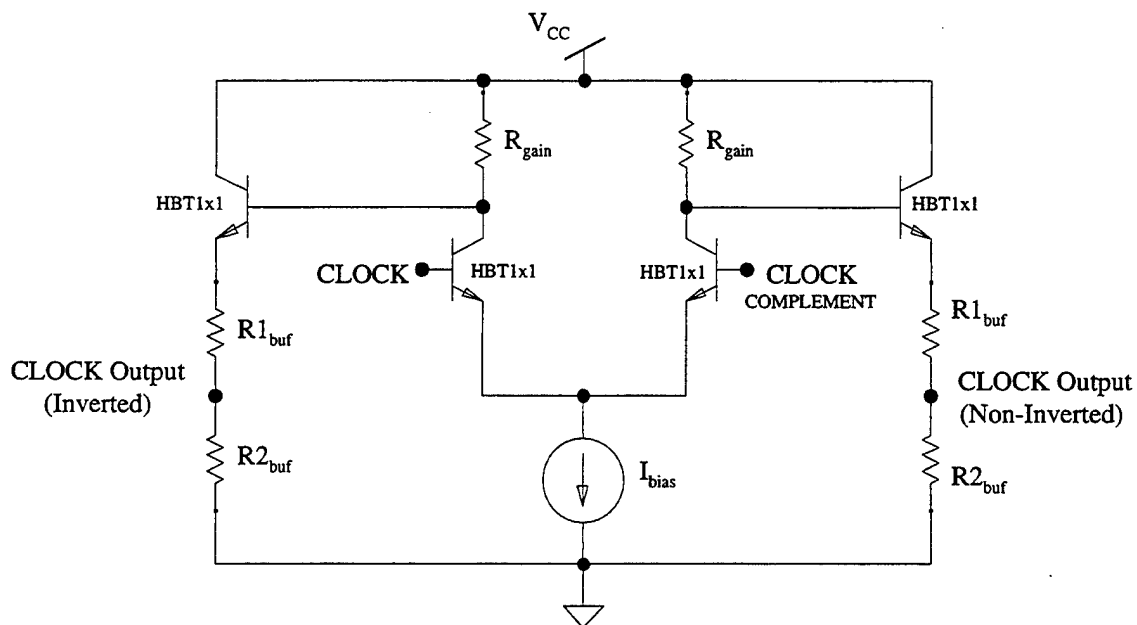 V_CC
R_gain
R_gain
HBT1x1
HBT1x1
CLOCK
HBT1x1
HBT1x1
CLOCK
COMPLEMENT
R1_buf
R1_buf
CLOCK Output
(Inverted)
CLOCK Output
(Non-Inverted)
R2_buf
I_bias
R2_buf